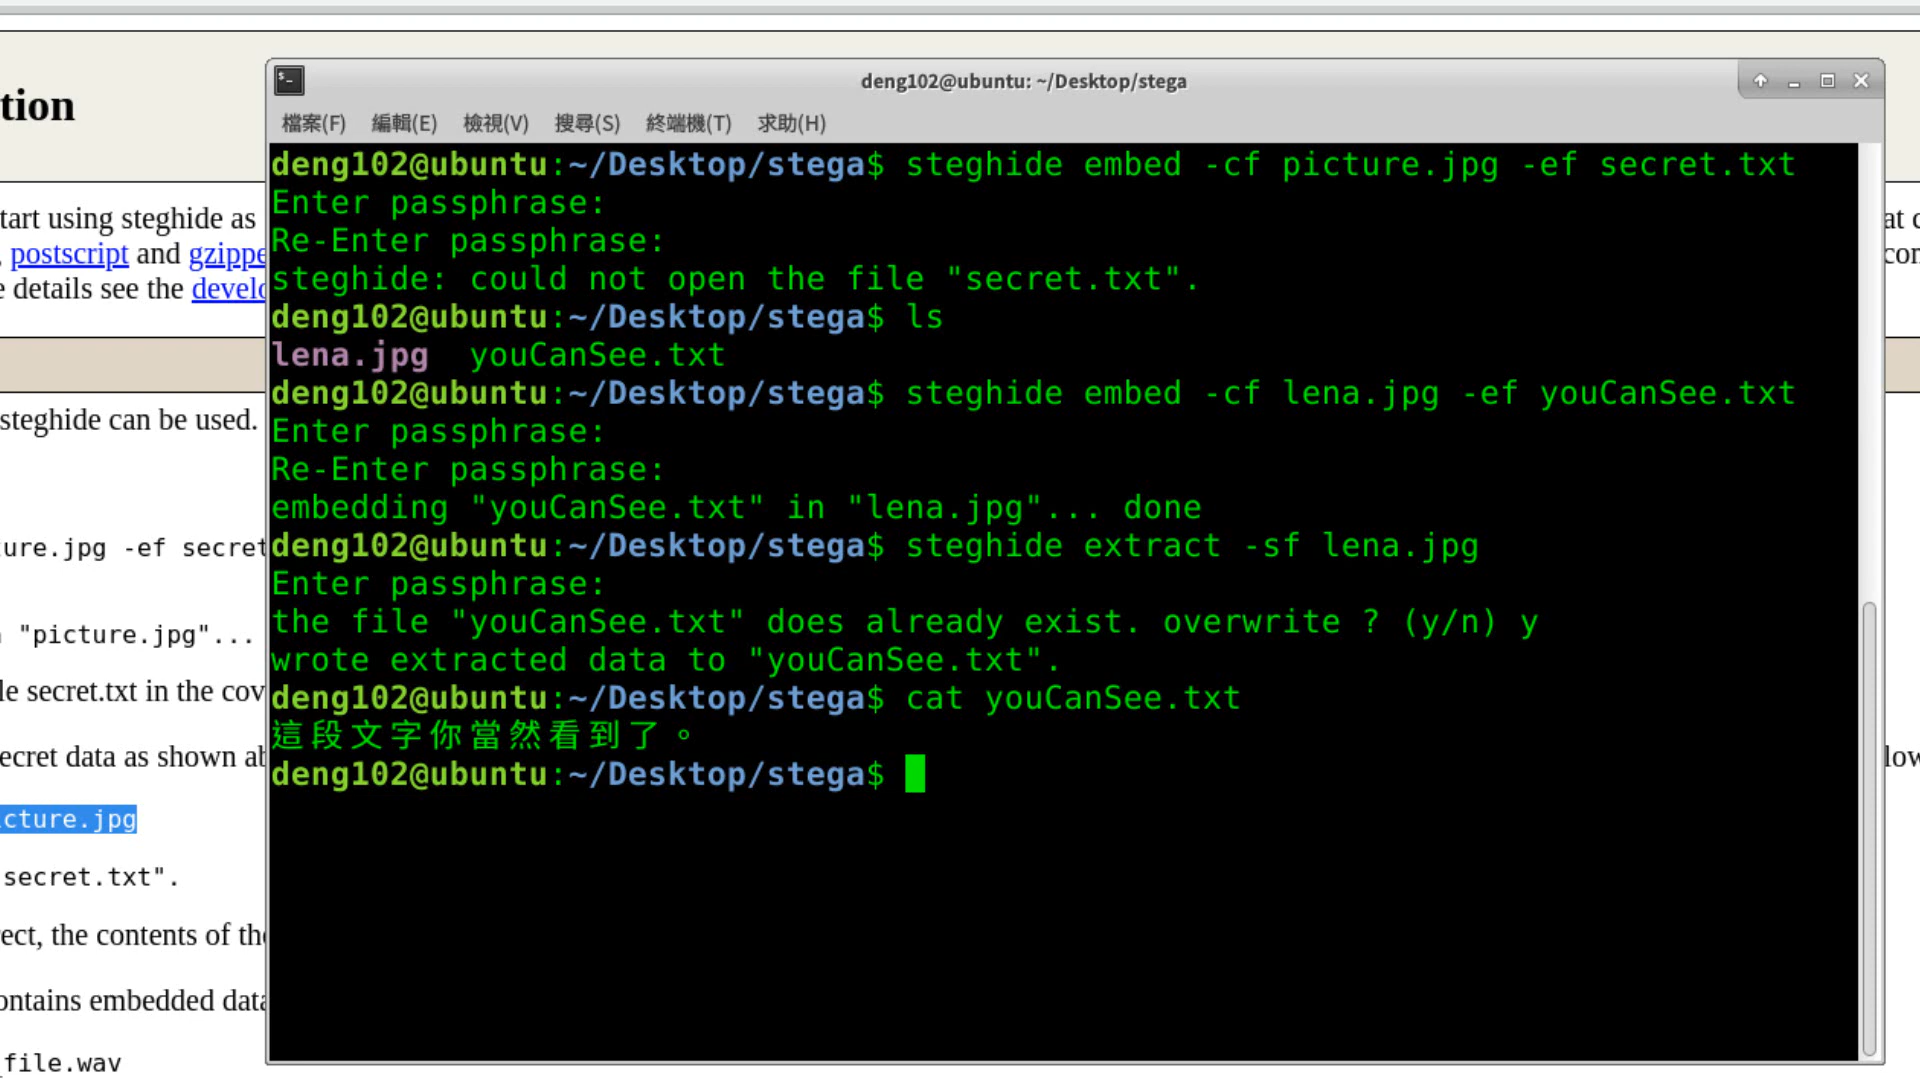 tion
deng102@ubuntu: ~/Desktop/stega
檔案(F) 編輯(E) 檢視(V) 搜尋(S) 終端機(T) 求助(H)
deng102@ubuntu:~/Desktop/stega$ steghide embed -cf picture.jpg -ef secret.txt
Enter passphrase:
Re-Enter passphrase:
steghide: could not open the file "secret.txt".
deng102@ubuntu:~/Desktop/stega$ ls
lena.jpg youCanSee.txt
deng102@ubuntu:~/Desktop/stega$ steghide embed -cf lena.jpg -ef youCanSee.txt
Enter passphrase:
Re-Enter passphrase:
embedding "youCanSee.txt" in "lena.jpg"... done
deng102@ubuntu:~/Desktop/stega$ steghide extract -sf lena.jpg
Enter passphrase:
the file "youCanSee.txt" does already exist. overwrite ? (y/n) y
wrote extracted data to "youCanSee.txt".
deng102@ubuntu:~/Desktop/stega$ cat youCanSee.txt
這段文字你當然看到了。
deng102@ubuntu:~/Desktop/stega$
tart using steghide as
, postscript and gzippe
e details see the develo
steghide can be used.
ure.jpg -ef secret
"picture.jpg"...
le secret.txt in the cov
ecret data as shown ab
cture.jpg
secret.txt".
ect, the contents of the
ontains embedded data
_file.wav
at c
con
low